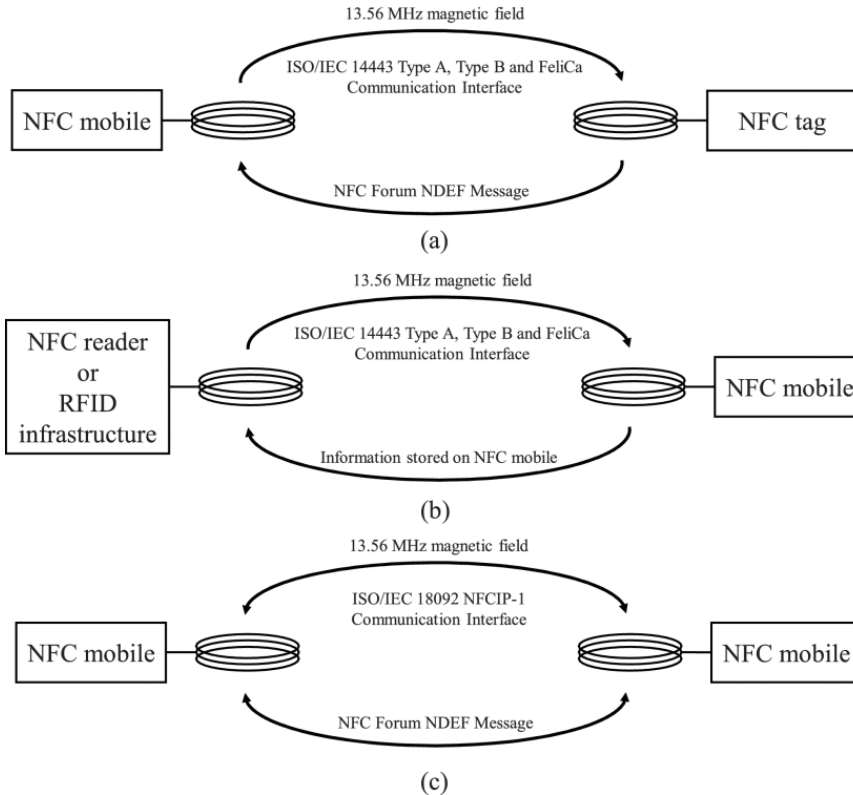 13.56 MHz magnetic field
ISO/IEC 14443 Type A, Type B and FeliCa
Communication Interface
NFC mobile
NFC tag
NFC Forum NDEF Message
(a)
13.56 MHz magnetic field
ISO/IEC 14443 Type A, Type B and FeliCa
Communication Interface
NFC reader
or
RFID
infrastructure
NFC mobile
Information stored on NFC mobile
(b)
13.56 MHz magnetic field
ISO/IEC 18092 NFCIP-1
Communication Interface
NFC mobile
NFC mobile
NFC Forum NDEF Message
(c)